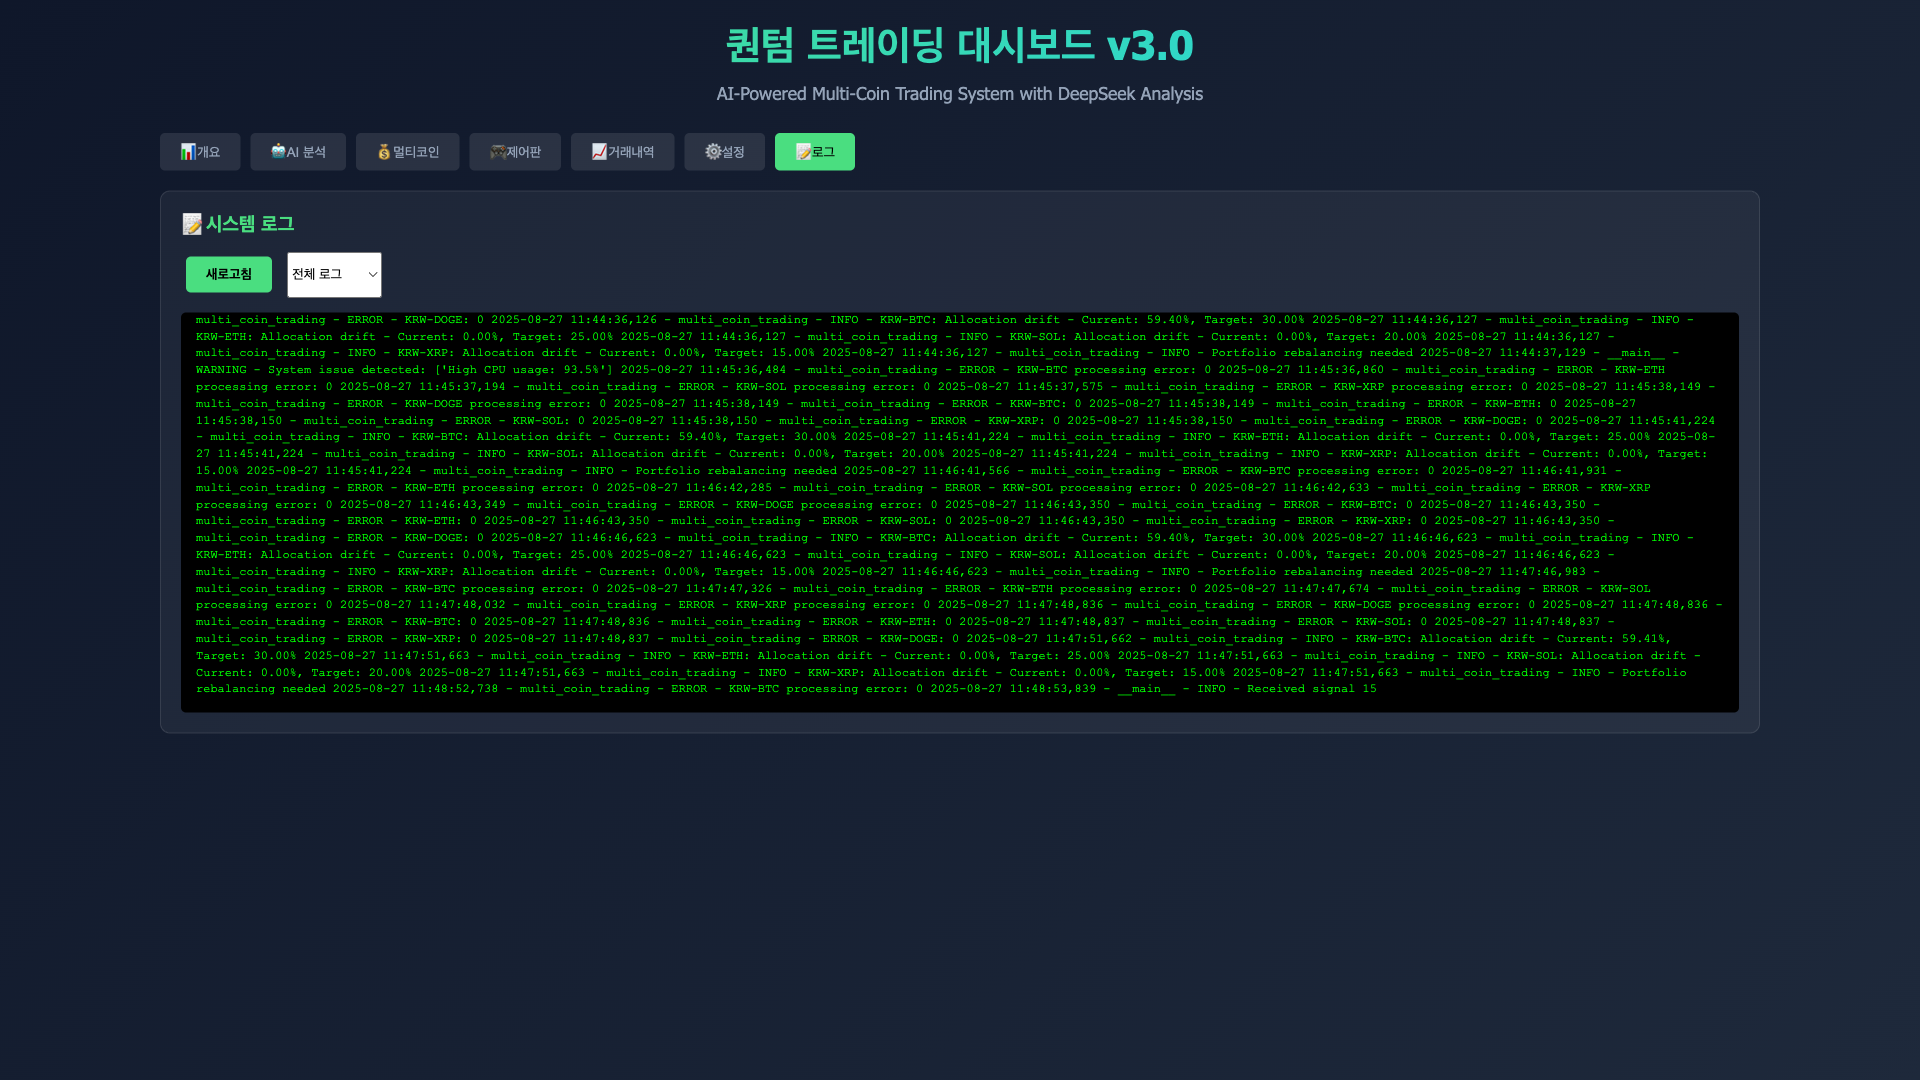 퀀텀 트레이딩 대시보드 v3.0
AI-Powered Multi-Coin Trading System with DeepSeek Analysis
📊개요
🤖AI 분석
💰멀티코인
🎮제어판
📈거래내역
⚙️설정
📝로그
📝 시스템 로그
새로고침
전체 로그
multi_coin_trading - ERROR - KRW-DOGE: 0 2025-08-27 11:44:36,126 - multi_coin_trading - INFO - KRW-BTC: Allocation drift - Current: 59.40%, Target: 30.00% 2025-08-27 11:44:36,127 - multi_coin_trading - INFO -
KRW-ETH: Allocation drift - Current: 0.00%, Target: 25.00% 2025-08-27 11:44:36,127 - multi_coin_trading - INFO - KRW-SOL: Allocation drift - Current: 0.00%, Target: 20.00% 2025-08-27 11:44:36,127 -
multi_coin_trading - INFO - KRW-XRP: Allocation drift - Current: 0.00%, Target: 15.00% 2025-08-27 11:44:36,127 - multi_coin_trading - INFO - Portfolio rebalancing needed 2025-08-27 11:44:37,129 - __main__ -
WARNING - System issue detected: ['High CPU usage: 93.5%'] 2025-08-27 11:45:36,484 - multi_coin_trading - ERROR - KRW-BTC processing error: 0 2025-08-27 11:45:36,860 - multi_coin_trading - ERROR - KRW-ETH
processing error: 0 2025-08-27 11:45:37,194 - multi_coin_trading - ERROR - KRW-SOL processing error: 0 2025-08-27 11:45:37,575 - multi_coin_trading - ERROR - KRW-XRP processing error: 0 2025-08-27 11:45:38,149 -
multi_coin_trading - ERROR - KRW-DOGE processing error: 0 2025-08-27 11:45:38,149 - multi_coin_trading - ERROR - KRW-BTC: 0 2025-08-27 11:45:38,149 - multi_coin_trading - ERROR - KRW-ETH: 0 2025-08-27
11:45:38,150 - multi_coin_trading - ERROR - KRW-SOL: 0 2025-08-27 11:45:38,150 - multi_coin_trading - ERROR - KRW-XRP: 0 2025-08-27 11:45:38,150 - multi_coin_trading - ERROR - KRW-DOGE: 0 2025-08-27 11:45:41,224
- multi_coin_trading - INFO - KRW-BTC: Allocation drift - Current: 59.40%, Target: 30.00% 2025-08-27 11:45:41,224 - multi_coin_trading - INFO - KRW-ETH: Allocation drift - Current: 0.00%, Target: 25.00% 2025-08-
27 11:45:41,224 - multi_coin_trading - INFO - KRW-SOL: Allocation drift - Current: 0.00%, Target: 20.00% 2025-08-27 11:45:41,224 - multi_coin_trading - INFO - KRW-XRP: Allocation drift - Current: 0.00%, Target:
15.00% 2025-08-27 11:45:41,224 - multi_coin_trading - INFO - Portfolio rebalancing needed 2025-08-27 11:46:41,566 - multi_coin_trading - ERROR - KRW-BTC processing error: 0 2025-08-27 11:46:41,931 -
multi_coin_trading - ERROR - KRW-ETH processing error: 0 2025-08-27 11:46:42,285 - multi_coin_trading - ERROR - KRW-SOL processing error: 0 2025-08-27 11:46:42,633 - multi_coin_trading - ERROR - KRW-XRP
processing error: 0 2025-08-27 11:46:43,349 - multi_coin_trading - ERROR - KRW-DOGE processing error: 0 2025-08-27 11:46:43,350 - multi_coin_trading - ERROR - KRW-BTC: 0 2025-08-27 11:46:43,350 -
multi_coin_trading - ERROR - KRW-ETH: 0 2025-08-27 11:46:43,350 - multi_coin_trading - ERROR - KRW-SOL: 0 2025-08-27 11:46:43,350 - multi_coin_trading - ERROR - KRW-XRP: 0 2025-08-27 11:46:43,350 -
multi_coin_trading - ERROR - KRW-DOGE: 0 2025-08-27 11:46:46,623 - multi_coin_trading - INFO - KRW-BTC: Allocation drift - Current: 59.40%, Target: 30.00% 2025-08-27 11:46:46,623 - multi_coin_trading - INFO -
KRW-ETH: Allocation drift - Current: 0.00%, Target: 25.00% 2025-08-27 11:46:46,623 - multi_coin_trading - INFO - KRW-SOL: Allocation drift - Current: 0.00%, Target: 20.00% 2025-08-27 11:46:46,623 -
multi_coin_trading - INFO - KRW-XRP: Allocation drift - Current: 0.00%, Target: 15.00% 2025-08-27 11:46:46,623 - multi_coin_trading - INFO - Portfolio rebalancing needed 2025-08-27 11:47:46,983 -
multi_coin_trading - ERROR - KRW-BTC processing error: 0 2025-08-27 11:47:47,326 - multi_coin_trading - ERROR - KRW-ETH processing error: 0 2025-08-27 11:47:47,674 - multi_coin_trading - ERROR - KRW-SOL
processing error: 0 2025-08-27 11:47:48,032 - multi_coin_trading - ERROR - KRW-XRP processing error: 0 2025-08-27 11:47:48,836 - multi_coin_trading - ERROR - KRW-DOGE processing error: 0 2025-08-27 11:47:48,836 -
multi_coin_trading - ERROR - KRW-BTC: 0 2025-08-27 11:47:48,836 - multi_coin_trading - ERROR - KRW-ETH: 0 2025-08-27 11:47:48,837 - multi_coin_trading - ERROR - KRW-SOL: 0 2025-08-27 11:47:48,837 -
multi_coin_trading - ERROR - KRW-XRP: 0 2025-08-27 11:47:48,837 - multi_coin_trading - ERROR - KRW-DOGE: 0 2025-08-27 11:47:51,662 - multi_coin_trading - INFO - KRW-BTC: Allocation drift - Current: 59.41%,
Target: 30.00% 2025-08-27 11:47:51,663 - multi_coin_trading - INFO - KRW-ETH: Allocation drift - Current: 0.00%, Target: 25.00% 2025-08-27 11:47:51,663 - multi_coin_trading - INFO - KRW-SOL: Allocation drift -
Current: 0.00%, Target: 20.00% 2025-08-27 11:47:51,663 - multi_coin_trading - INFO - KRW-XRP: Allocation drift - Current: 0.00%, Target: 15.00% 2025-08-27 11:47:51,663 - multi_coin_trading - INFO - Portfolio
rebalancing needed 2025-08-27 11:48:52,738 - multi_coin_trading - ERROR - KRW-BTC processing error: 0 2025-08-27 11:48:53,839 - __main__ - INFO - Received signal 15